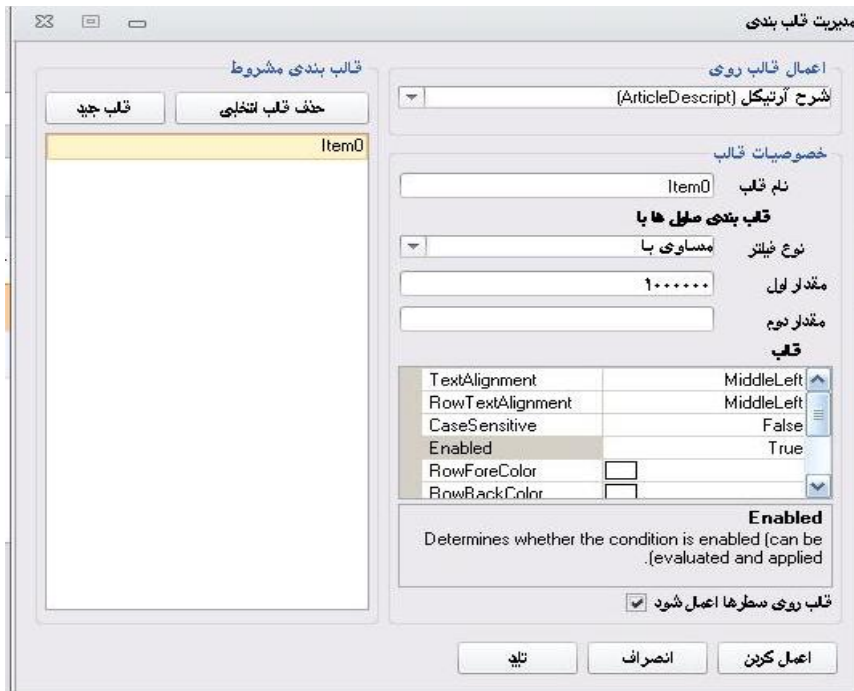 مدیریت قالب بندی
اعمال قالب روی
شرح آرتیکل (ArticleDescript)
خصوصیات قالب
نام قالب Item0
قالب بندی سلول ها با
نوع فیلتر مساوی با
مقدار اول ۱۰۰۰۰۰۰
مقدار دوم
قالب
TextAlignment MiddleLeft
RowTextAlignment MiddleLeft
CaseSensitive False
Enabled True
RowForeColor
RowBackColor
Enabled
Determines whether the condition is enabled (can be
.(evaluated and applied
قالب روی سطرها اعمال شود
اعمال کردن انصراف تایید
قالب بندی مشروط
حذف قالب انتخابی قالب جدید
Item0